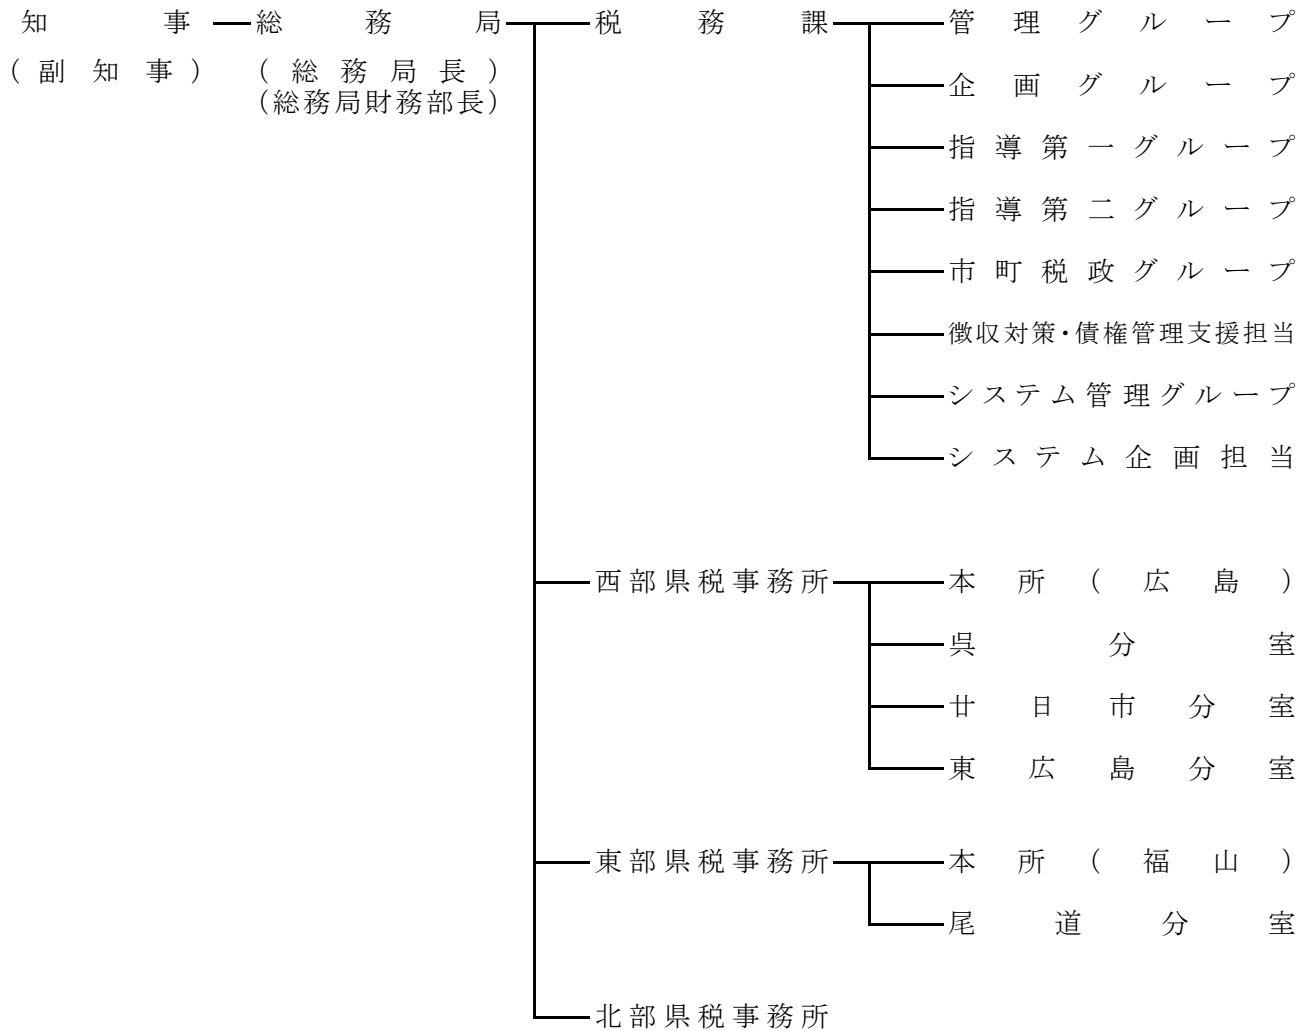 知事 総務局 税務課 管理グループ
(副知事) (総務局長)
(総務局財務部長)
企画グループ
指導第一グループ
指導第二グループ
市町税政グループ
徴収対策・債権管理支援担当
システム管理グループ
システム企画担当
西部県税事務所 本所(広島)
呉分室
廿日市分室
東広島分室
東部県税事務所 本所(福山)
尾道分室
北部県税事務所